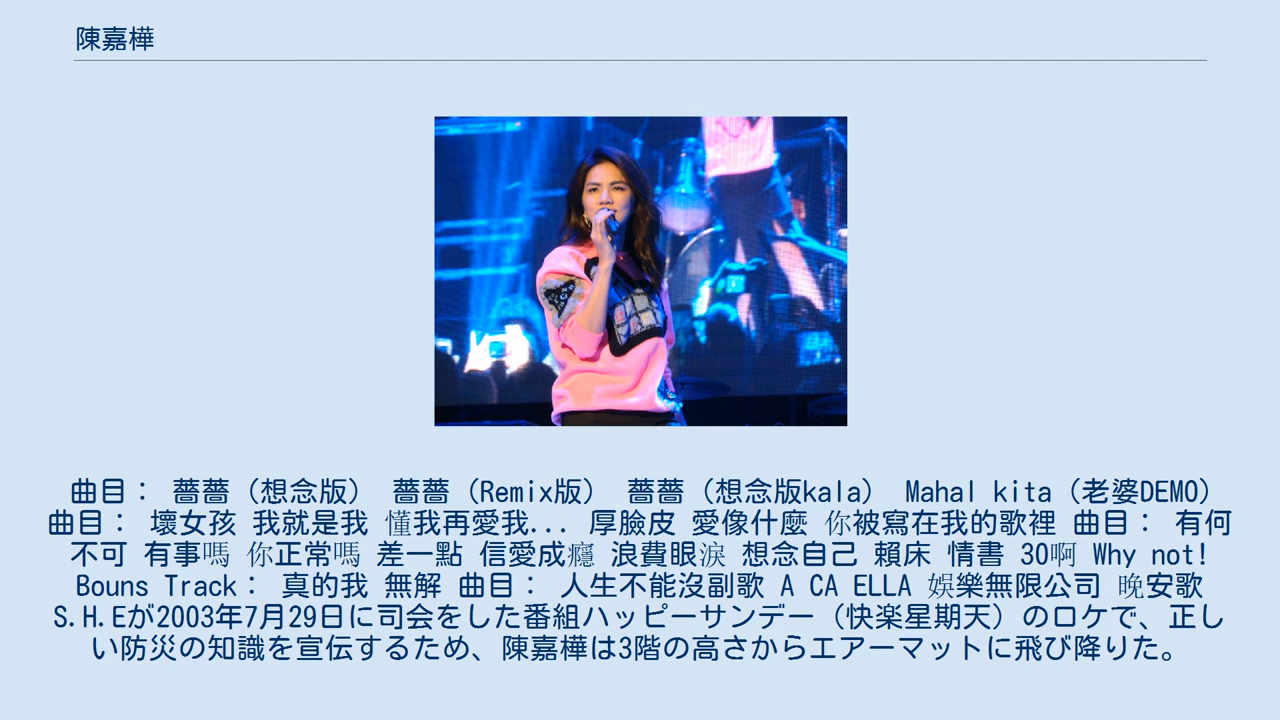 陳嘉樺
曲目： 薔薔（想念版） 薔薔（Remix版） 薔薔（想念版kala） Mahal kita（老婆DEMO）
曲目： 壞女孩 我就是我 懂我再愛我... 厚臉皮 愛像什麼 你被寫在我的歌裡 曲目： 有何
不可 有事嗎 你正常嗎 差一點 信愛成癮 浪費眼淚 想念自己 賴床 情書 30啊 Why not!
Bouns Track： 真的我 無解 曲目： 人生不能沒副歌 A CA ELLA 娛樂無限公司 晚安歌
S.H.Eが2003年7月29日に司会をした番組ハッピーサンデー（快楽星期天）のロケで、正し
い防災の知識を宣伝するため、陳嘉樺は3階の高さからエアーマットに飛び降りた。